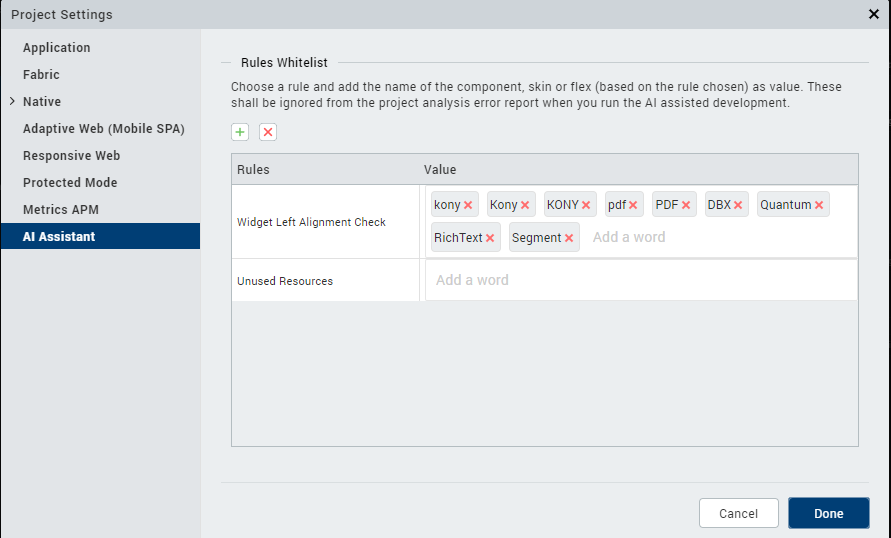 Project Settings
Application
Fabric
Native
Adaptive Web (Mobile SPA)
Responsive Web
Protected Mode
Metrics APM
AI Assistant
Rules Whitelist
Choose a rule and add the name of the component, skin or flex (based on the rule chosen) as value. These
shall be ignored from the project analysis error report when you run the AI assisted development.
Rules Value
Widget Left Alignment Check
kony Kony KONY pdf PDF DBX Quantum
RichText Segment Add a word
Unused Resources Add a word
Cancel Done